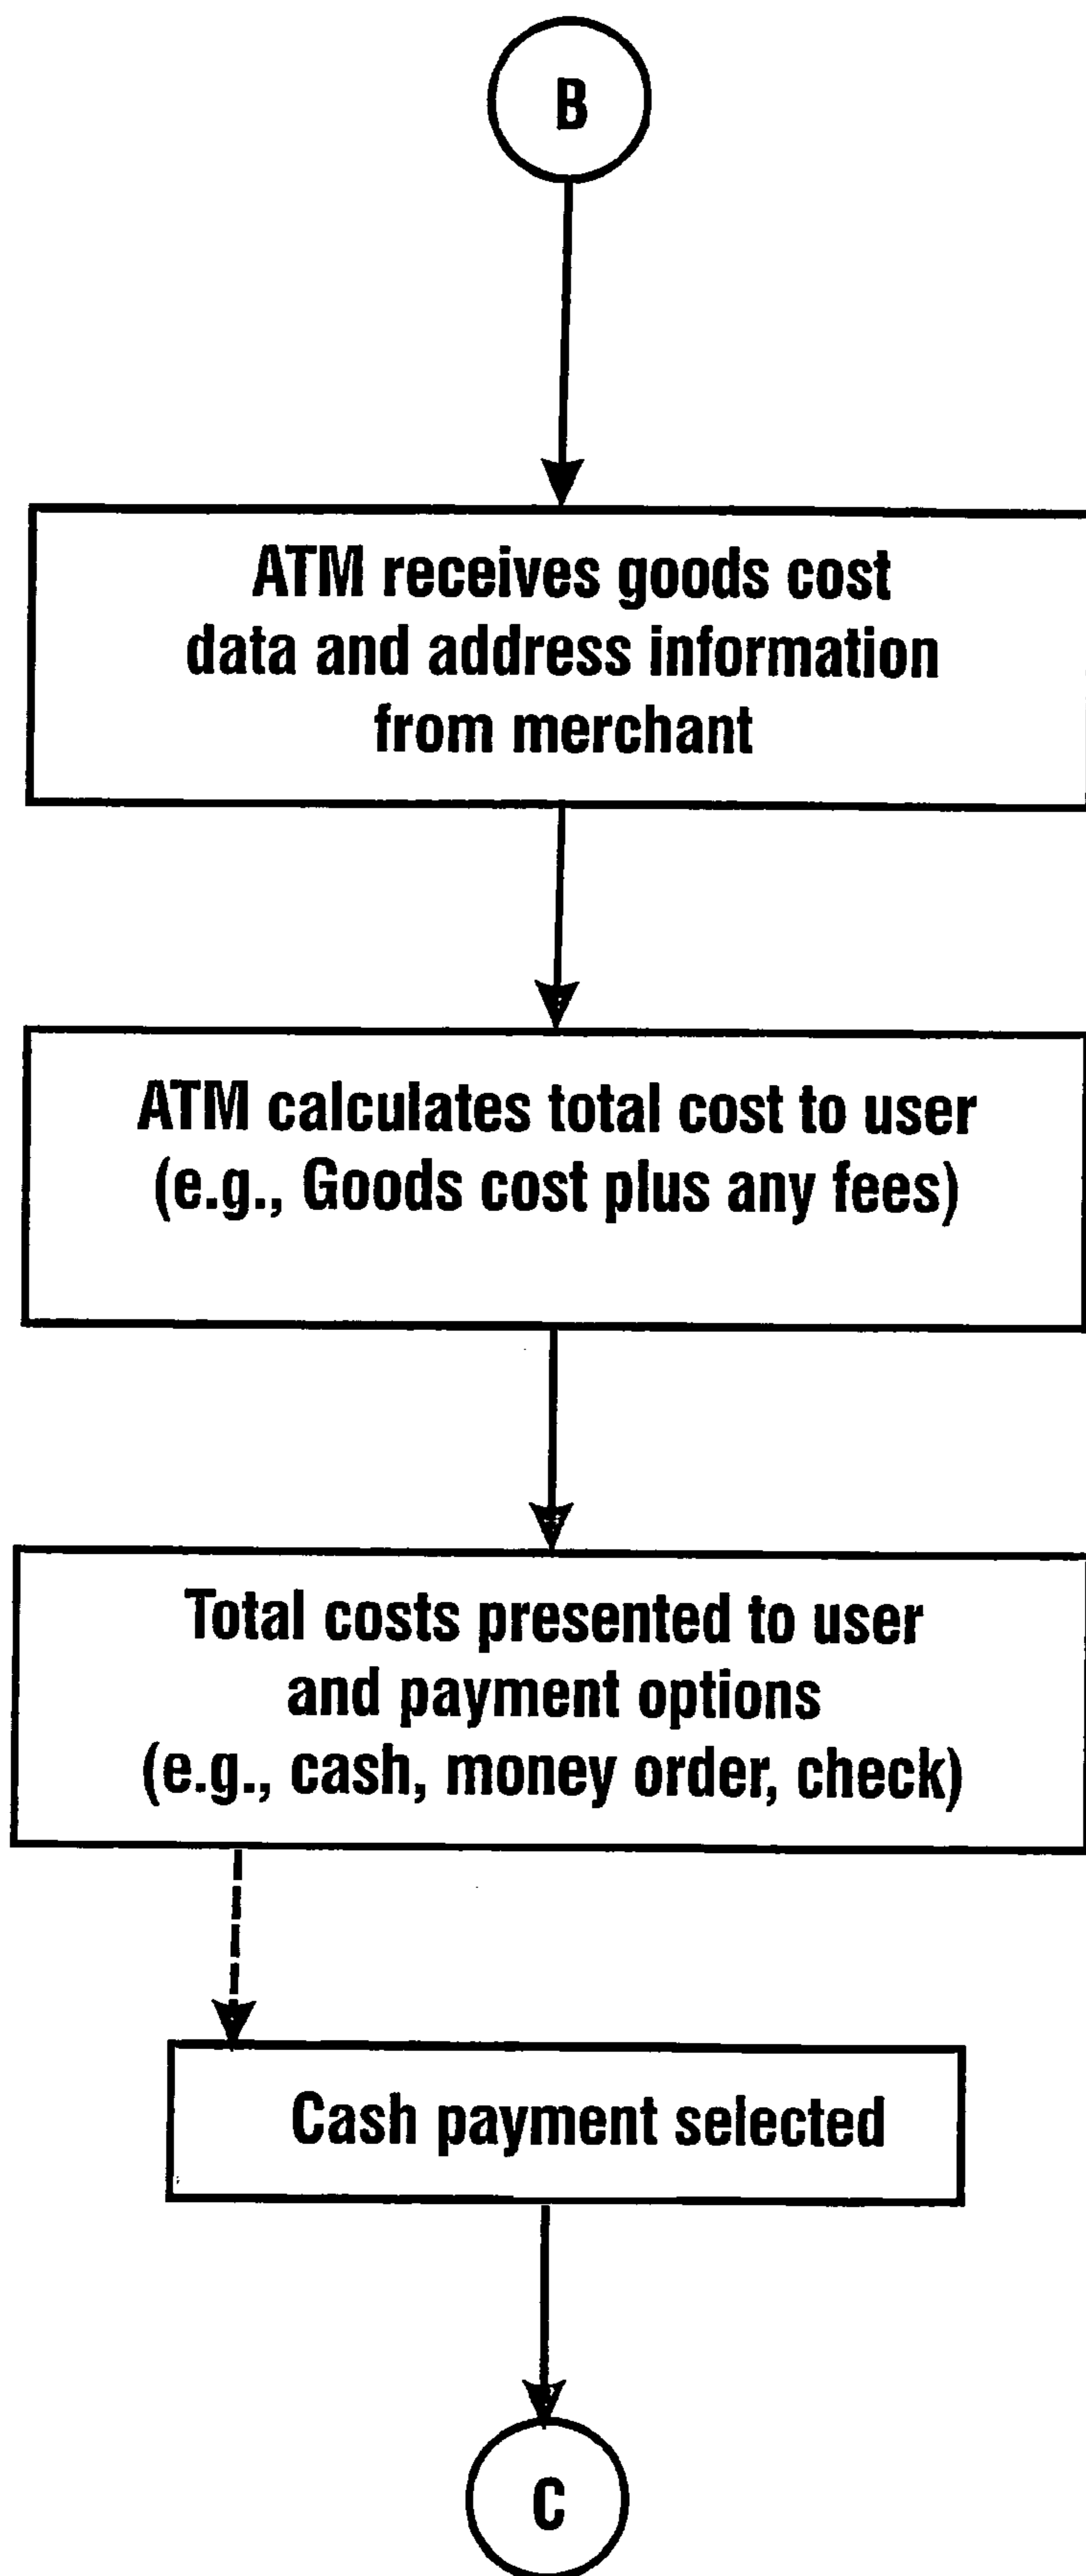 B
ATM receives goods cost
data and address information
from merchant
ATM calculates total cost to user
(e.g., Goods cost plus any fees)
Total costs presented to user
and payment options
(e.g., cash, money order, check)
Cash payment selected
C